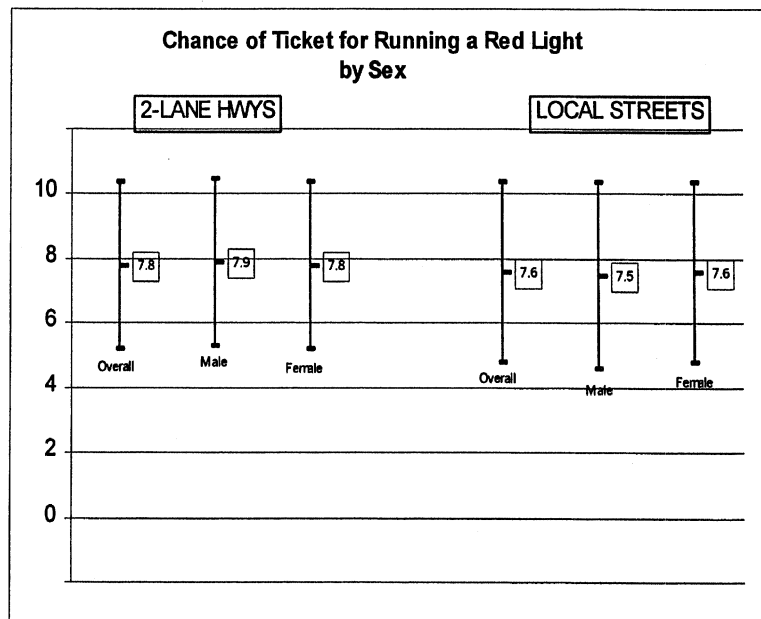 Chance of Ticket for Running a Red Light
by Sex
2-LANE HWYS
LOCAL STREETS
10
8
6
4
2
0
7.8
7.9
7.8
7.6
7.5
7.6
Overall
Male
Female
Overall
Male
Female